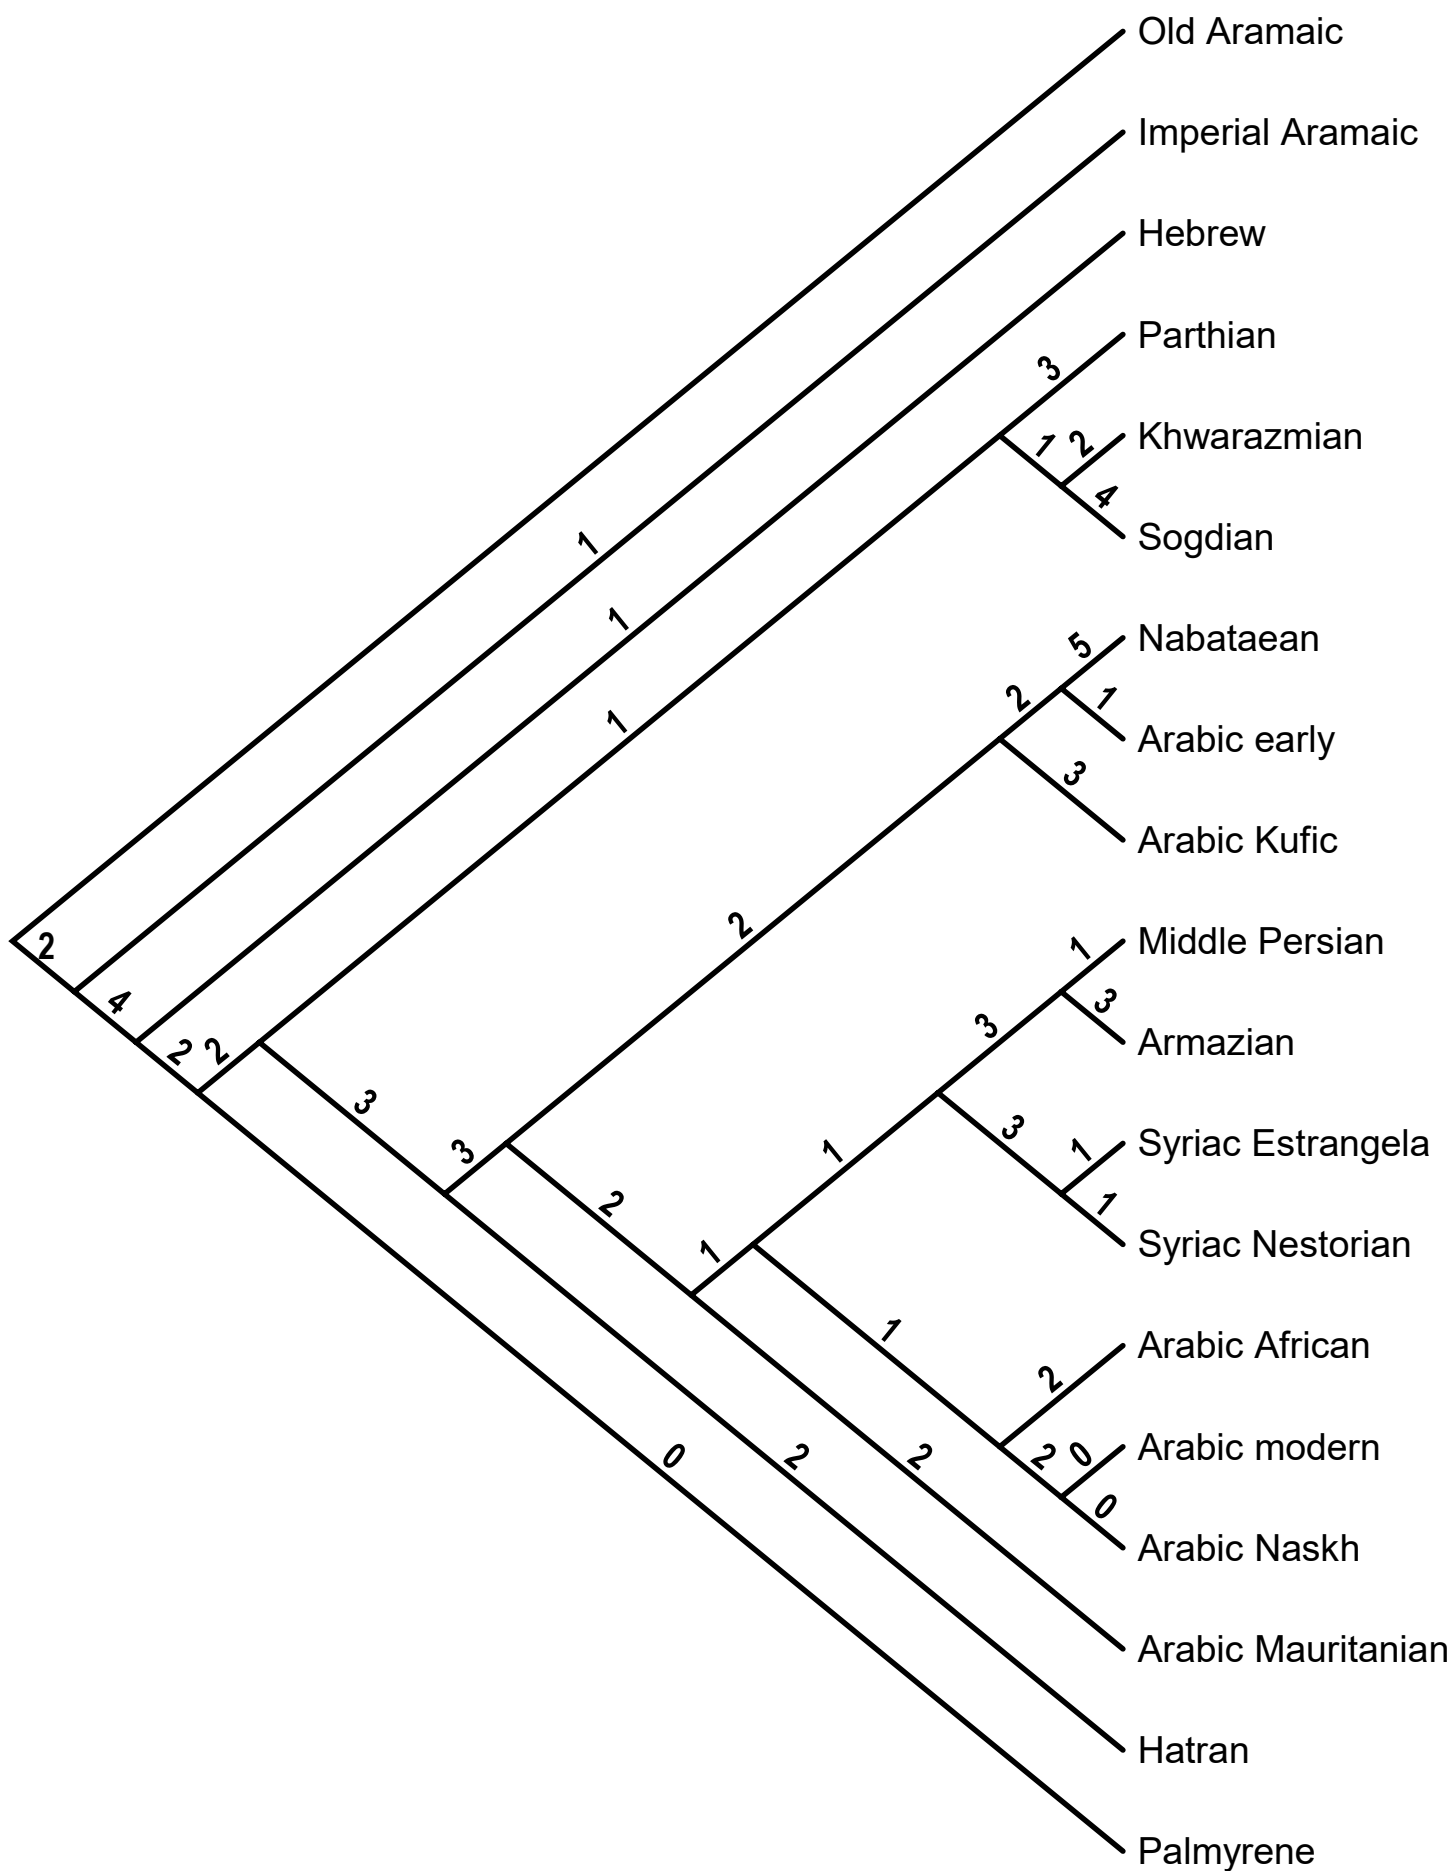 Old Aramaic
Imperial Aramaic
Hebrew
Parthian
3
Khwarazmian
1 2
4
Sogdian
1
1
Nabataean
5
2
1
1
Arabic early
3
Arabic Kufic
2
Middle Persian
1
2
3
4
3
Armazian
2 2
3
3
Syriac Estrangela
1
3
1
1
2
Syriac Nestorian
1
1
Arabic African
2
Arabic modern
0
2
2
2
0
0
Arabic Naskh
Arabic Mauritanian
Hatran
Palmyrene